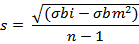 s = √((σbi − σbm²)) / (n − 1)